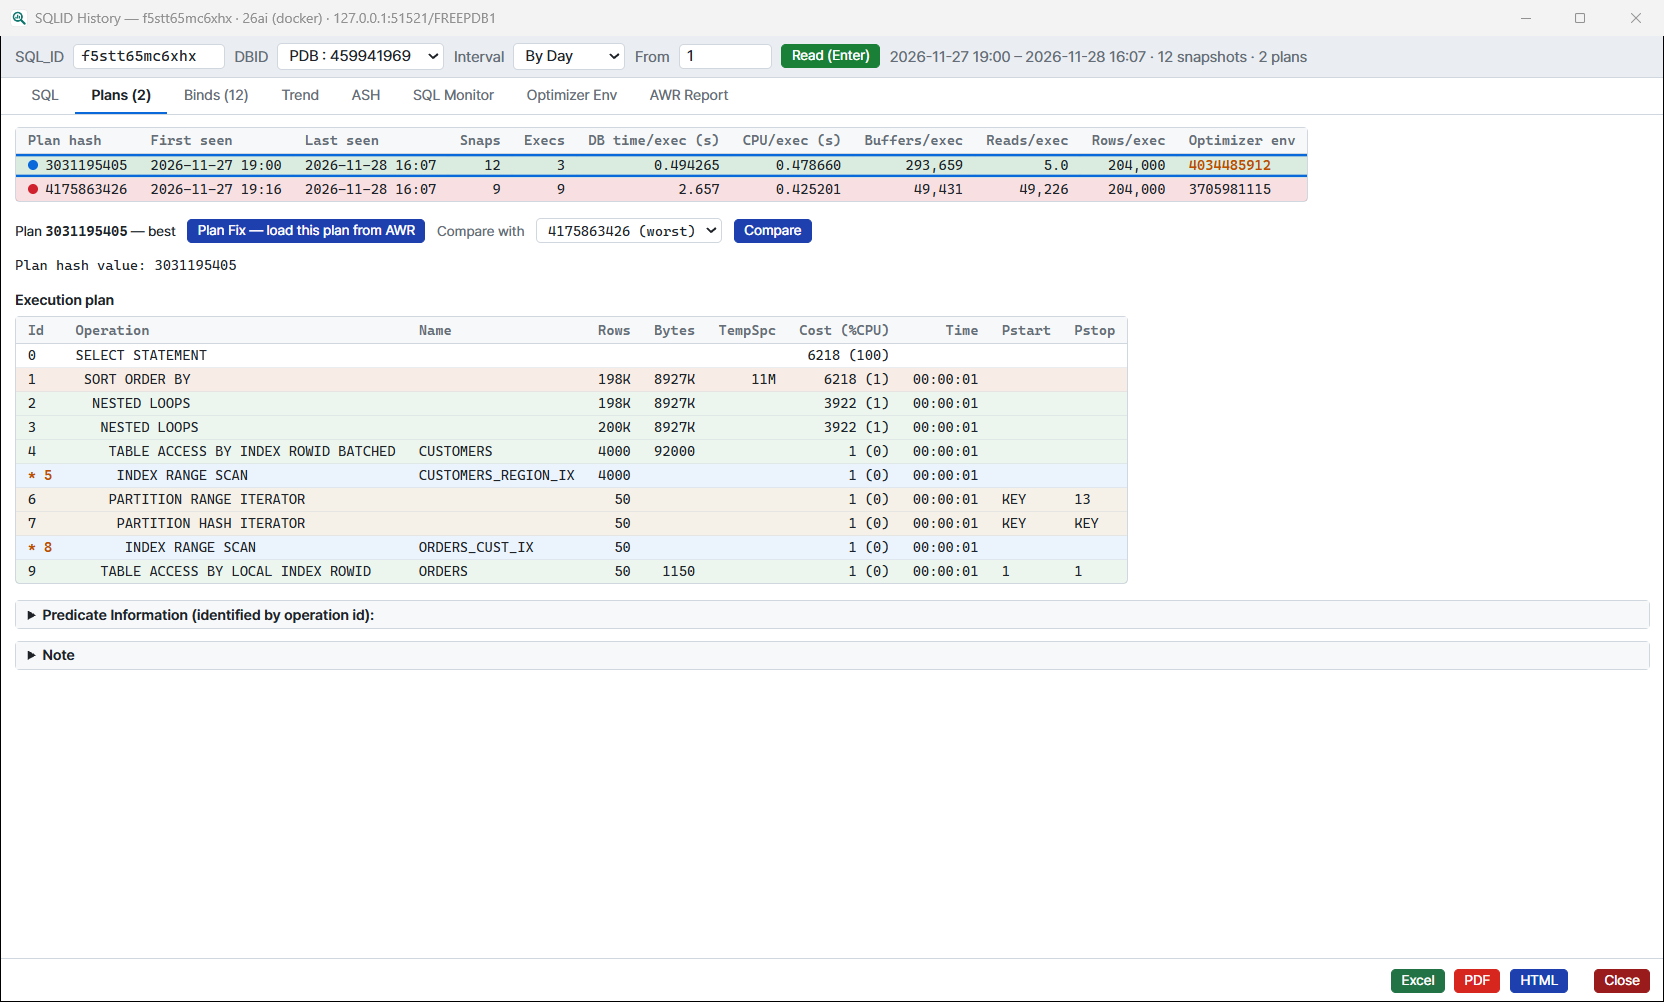 SQLID History — f5stt65mc6xhx · 26ai (docker) · 127.0.0.1:51521/FREEPDB1
SQL_ID f5stt65mc6xhx DBID PDB : 459941969 Interval By Day From 1 Read (Enter) 2026-11-27 19:00 – 2026-11-28 16:07 · 12 snapshots · 2 plans
SQL Plans (2) Binds (12) Trend ASH SQL Monitor Optimizer Env AWR Report
Plan hash First seen Last seen Snaps Execs DB time/exec (s) CPU/exec (s) Buffers/exec Reads/exec Rows/exec Optimizer env
3031195405 2026-11-27 19:00 2026-11-28 16:07 12 3 0.494265 0.478660 293,659 5.0 204,000 4034485912
4175863426 2026-11-27 19:16 2026-11-28 16:07 9 9 2.657 0.425201 49,431 49,226 204,000 3705981115
Plan 3031195405 — best Plan Fix — load this plan from AWR Compare with 4175863426 (worst) Compare
Plan hash value: 3031195405
Execution plan
Id Operation Name Rows Bytes TempSpc Cost (%CPU) Time Pstart Pstop
0 SELECT STATEMENT 6218 (100)
1 SORT ORDER BY 198K 8927K 11M 6218 (1) 00:00:01
2 NESTED LOOPS 198K 8927K 3922 (1) 00:00:01
3 NESTED LOOPS 200K 8927K 3922 (1) 00:00:01
4 TABLE ACCESS BY INDEX ROWID BATCHED CUSTOMERS 4000 92000 1 (0) 00:00:01
* 5 INDEX RANGE SCAN CUSTOMERS_REGION_IX 4000 1 (0) 00:00:01
6 PARTITION RANGE ITERATOR 50 1 (0) 00:00:01 KEY 13
7 PARTITION HASH ITERATOR 50 1 (0) 00:00:01 KEY KEY
* 8 INDEX RANGE SCAN ORDERS_CUST_IX 50 1 (0) 00:00:01
9 TABLE ACCESS BY LOCAL INDEX ROWID ORDERS 50 1150 1 (0) 00:00:01 1 1
Predicate Information (identified by operation id):
Note
Excel PDF HTML Close